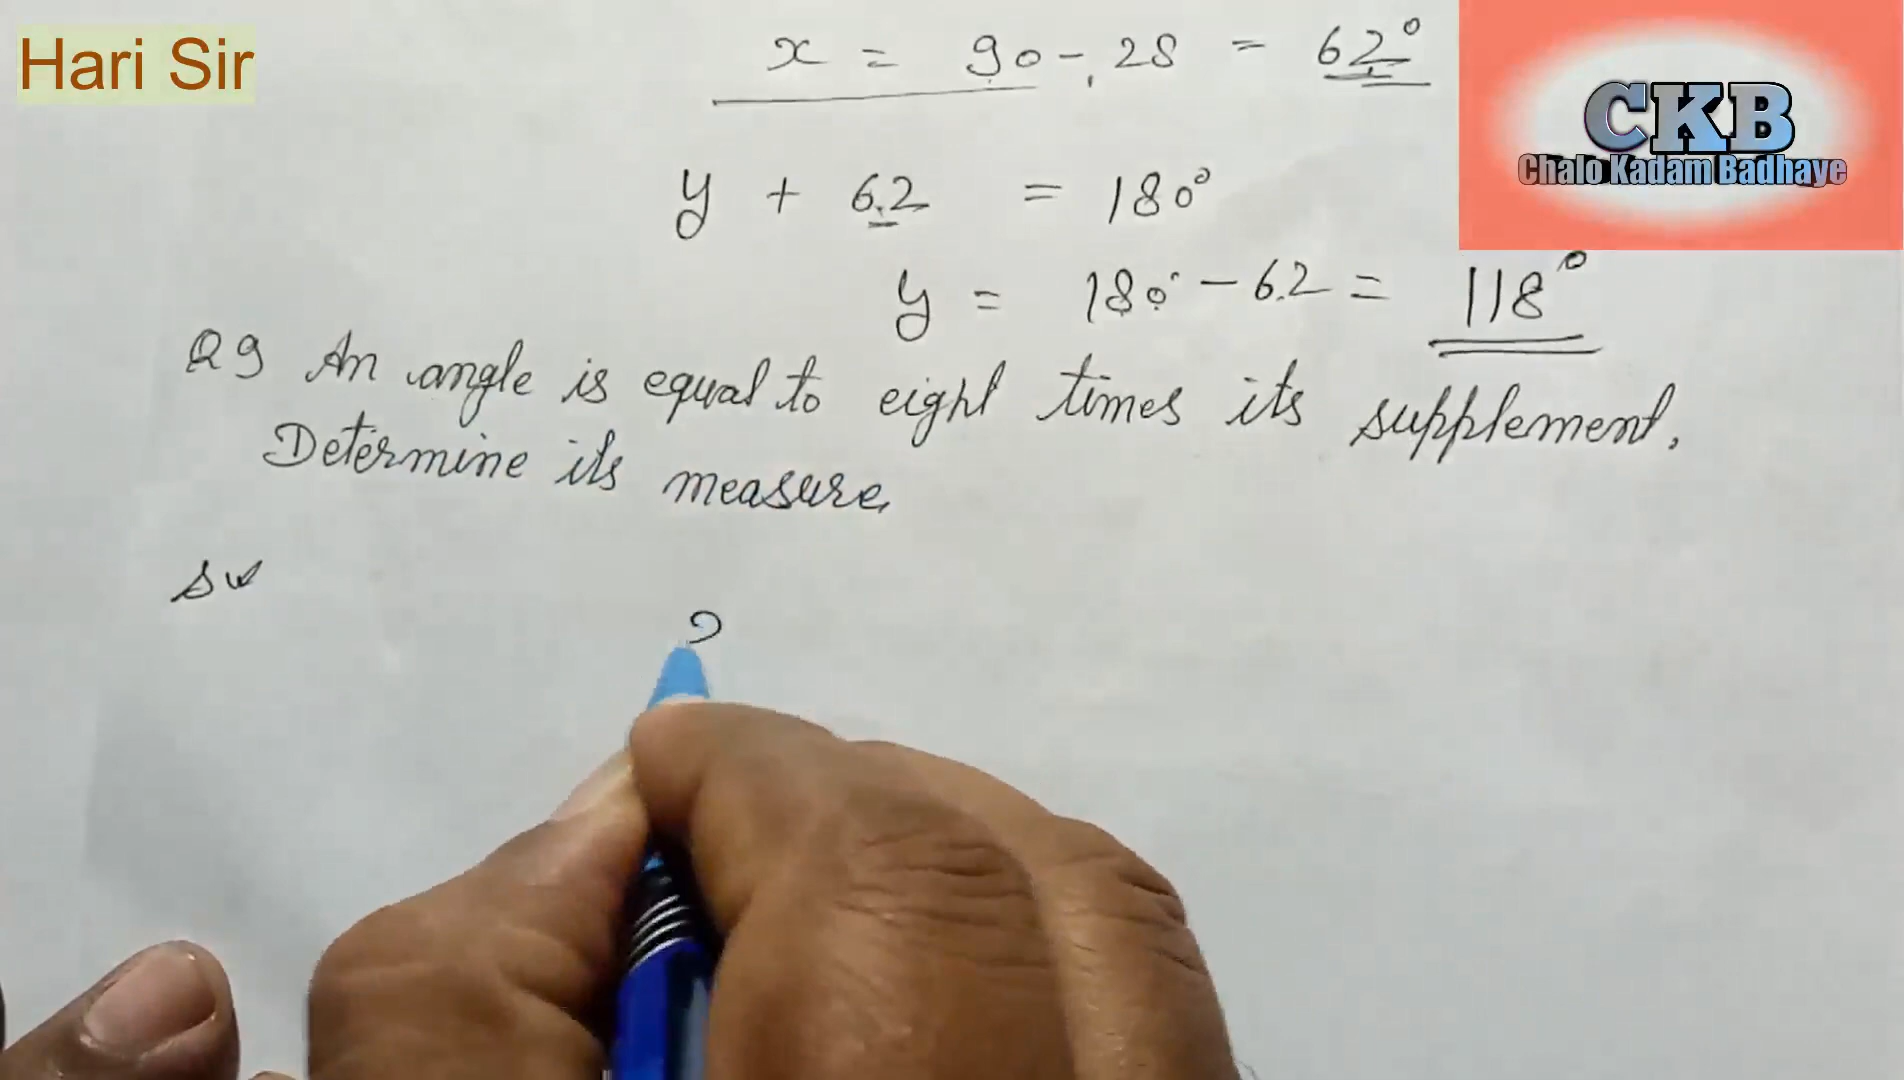 Hari Sir
x = 90 - 28 = 62°
CKB
Chalo Kadam Badhaye
y + 62 = 180°
y = 180° - 62 = 118°
Q9 An angle is equal to eight times its supplement.
Determine its measure.